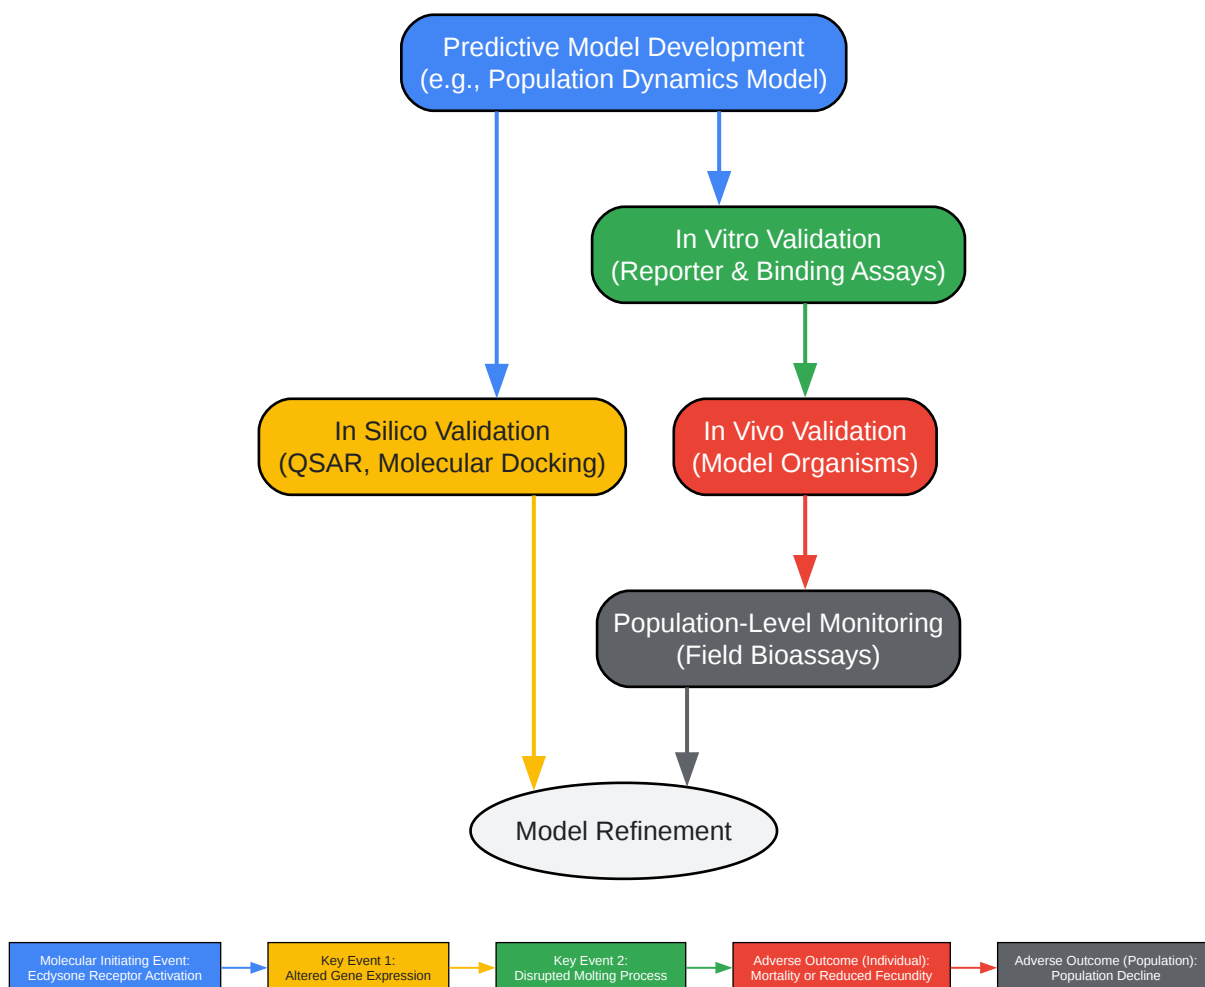 Predictive Model Development
(e.g., Population Dynamics Model)
In Vitro Validation
(Reporter & Binding Assays)
In Silico Validation
(QSAR, Molecular Docking)
In Vivo Validation
(Model Organisms)
Population-Level Monitoring
(Field Bioassays)
Model Refinement
Molecular Initiating Event:
Ecdysone Receptor Activation
Key Event 1:
Altered Gene Expression
Key Event 2:
Disrupted Molting Process
Adverse Outcome (Individual):
Mortality or Reduced Fecundity
Adverse Outcome (Population):
Population Decline